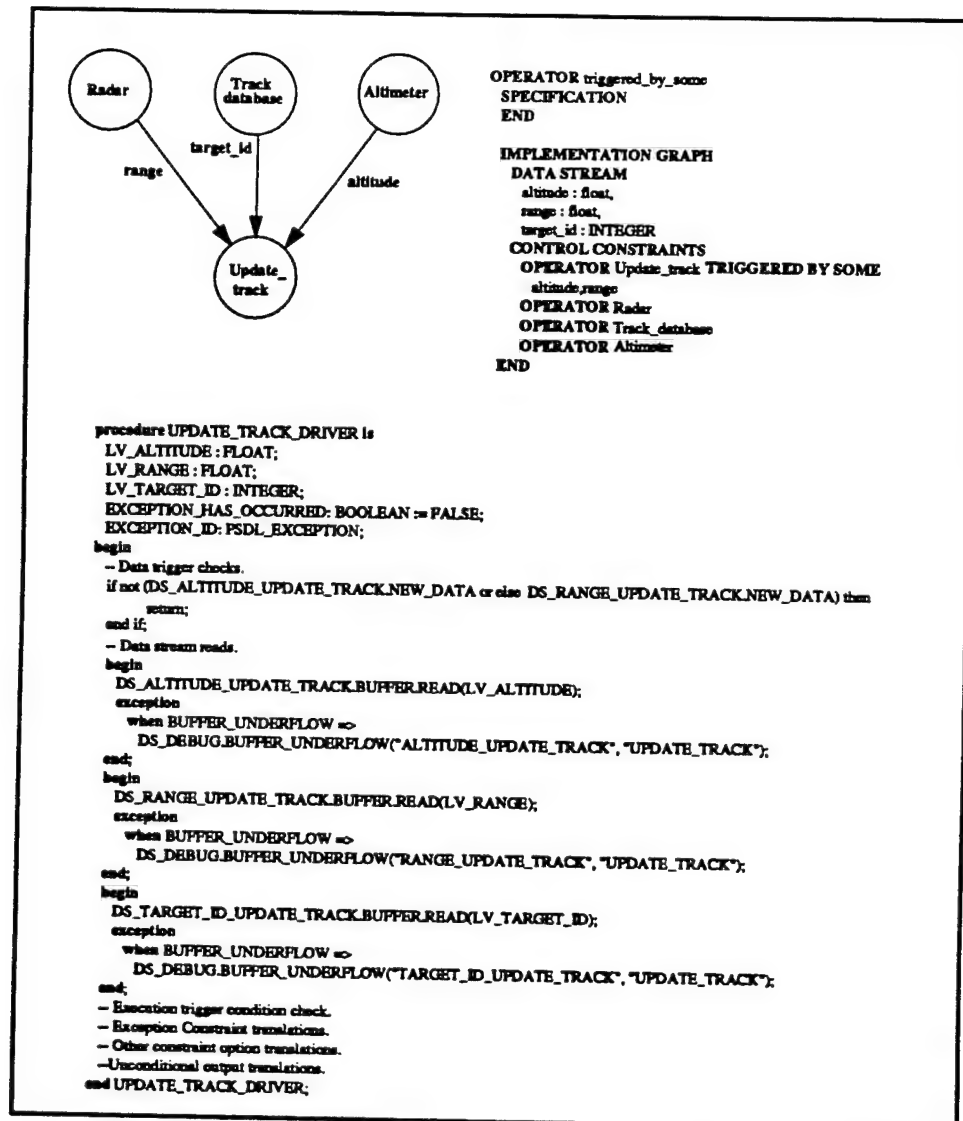 Radar
Track
database
Altimeter
target_id
range
altitude
Update_
track
OPERATOR triggered_by_some
SPECIFICATION
END
IMPLEMENTATION GRAPH
DATA STREAM
altitude : float,
range : float,
target_id : INTEGER
CONTROL CONSTRAINTS
OPERATOR Update_track TRIGGERED BY SOME
altitude,range
OPERATOR Radar
OPERATOR Track_database
OPERATOR Altimeter
END
procedure UPDATE_TRACK_DRIVER is
LV_ALTITUDE : FLOAT;
LV_RANGE : FLOAT;
LV_TARGET_ID : INTEGER;
EXCEPTION_HAS_OCCURRED: BOOLEAN := FALSE;
EXCEPTION_ID: PSDL_EXCEPTION;
begin
-- Data trigger checks.
if not (DS_ALTITUDE_UPDATE_TRACK.NEW_DATA or else DS_RANGE_UPDATE_TRACK.NEW_DATA) then
return;
end if;
-- Data stream reads.
begin
DS_ALTITUDE_UPDATE_TRACK.BUFFER.READ(LV_ALTITUDE);
exception
when BUFFER_UNDERFLOW =>
DS_DEBUG.BUFFER_UNDERFLOW("ALTITUDE_UPDATE_TRACK", "UPDATE_TRACK");
end;
begin
DS_RANGE_UPDATE_TRACK.BUFFER.READ(LV_RANGE);
exception
when BUFFER_UNDERFLOW =>
DS_DEBUG.BUFFER_UNDERFLOW("RANGE_UPDATE_TRACK", "UPDATE_TRACK");
end;
begin
DS_TARGET_ID_UPDATE_TRACK.BUFFER.READ(LV_TARGET_ID);
exception
when BUFFER_UNDERFLOW =>
DS_DEBUG.BUFFER_UNDERFLOW("TARGET_ID_UPDATE_TRACK", "UPDATE_TRACK");
end;
-- Execution trigger condition check.
-- Exception Constraint translations.
-- Other constraint option translations.
--Unconditional output translations.
end UPDATE_TRACK_DRIVER;